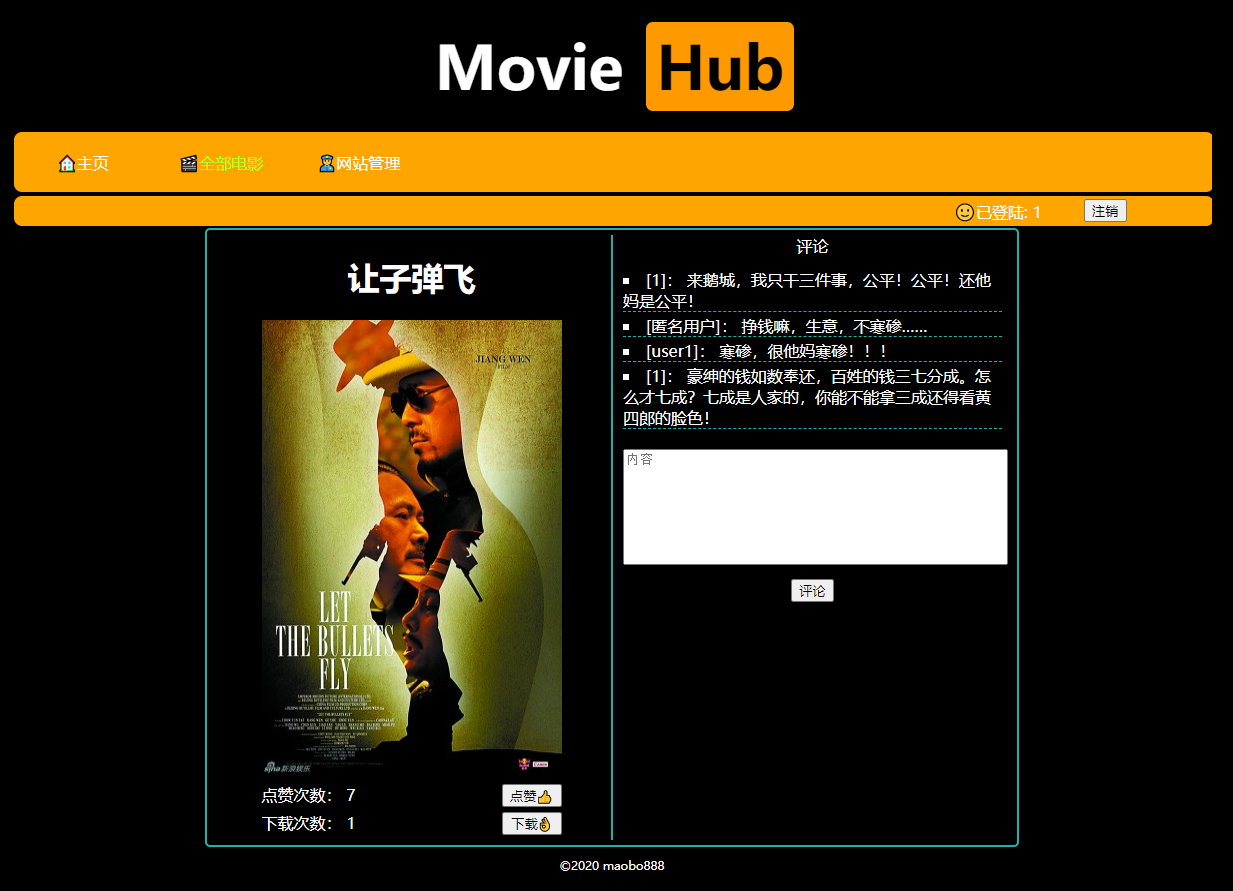 Movie Hub
主页 全部电影 网站管理
已登陆: 1 注销
让子弹飞
JIANG WEN
FILM
LET
THE BULLETS
FLY
sina 新浪娱乐
点赞次数： 7 点赞
下载次数： 1 下载
评论
[1]： 来鹅城，我只干三件事，公平！公平！还他
妈是公平！
[匿名用户]： 挣钱嘛，生意，不寒碜……
[user1]： 寒碜，很他妈寒碜！！！
[1]： 豪绅的钱如数奉还，百姓的钱三七分成。怎
么才七成？七成是人家的，你能不能拿三成还得看黄
四郎的脸色！
内容
评论
©2020 maobo888